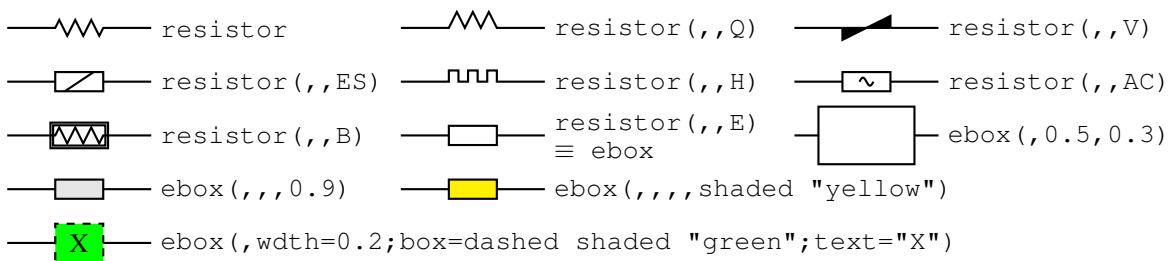 resistor
resistor(,,Q)
resistor(,,V)
resistor(,,ES)
resistor(,,H)
resistor(,,AC)
resistor(,,B)
resistor(,,E)
≡ ebox
ebox(,0.5,0.3)
ebox(,,,0.9)
ebox(,,,,shaded "yellow")
X
ebox(,wdth=0.2;box=dashed shaded "green";text="X")